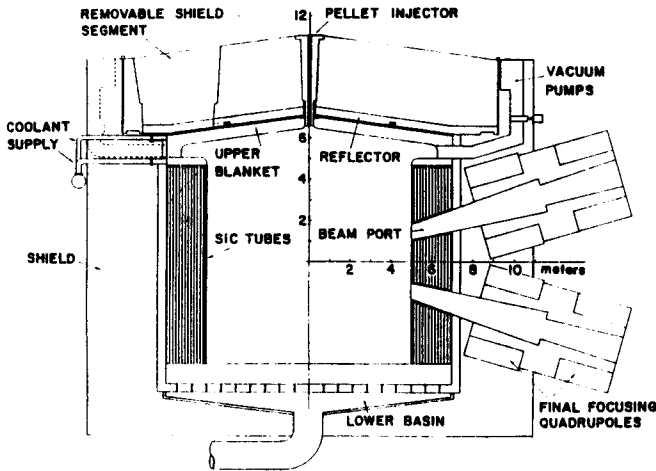 REMOVABLE SHIELD
SEGMENT
12
PELLET INJECTOR
VACUUM
PUMPS
COOLANT
SUPPLY
UPPER
BLANKET
6
REFLECTOR
4
2
SIC TUBES
BEAM PORT
SHIELD
2 4 6 8 10 meters
LOWER BASIN
FINAL FOCUSING
QUADRUPOLES